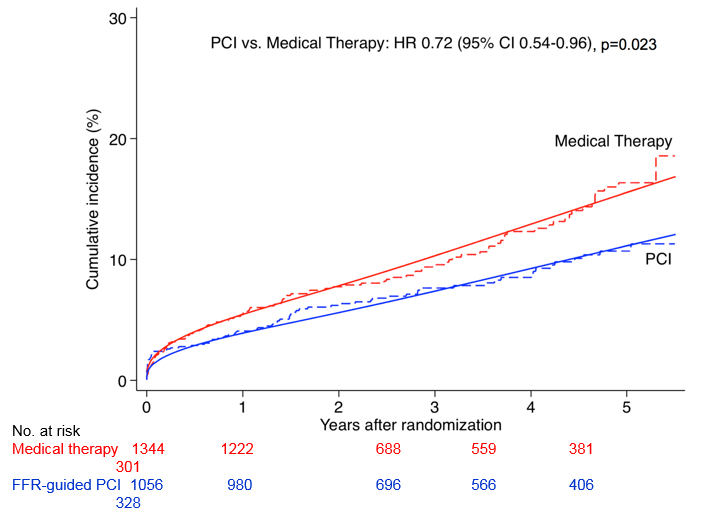 30
PCI vs. Medical Therapy: HR 0.72 (95% CI 0.54-0.96), p=0.023
20
Medical Therapy
Cumulative incidence (%)
10
PCI
0
0 1 2 3 4 5
Years after randomization
No. at risk
Medical therapy 1344 1222 688 559 381
301
FFR-guided PCI 1056 980 696 566 406
328